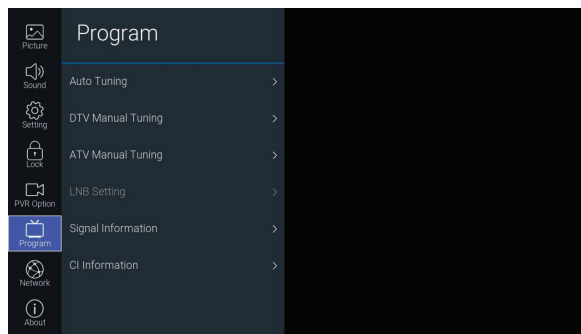 Picture
Sound
Setting
Lock
PVR Option
Program
Network
About
Program
Auto Tuning
DTV Manual Tuning
ATV Manual Tuning
LNB Setting
Signal Information
CI Information